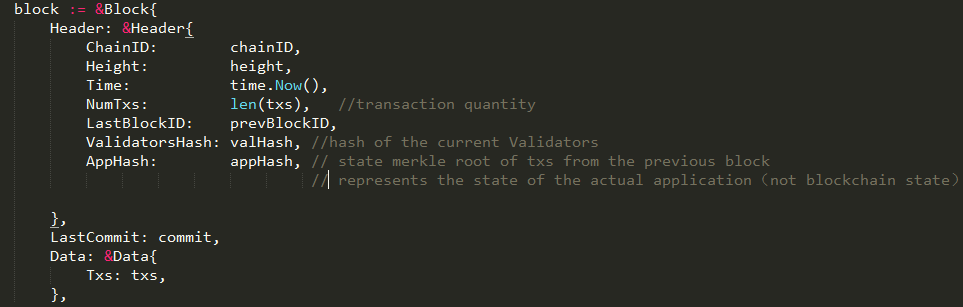 block := &Block{
    Header: &Header{
        ChainID:        chainID,
        Height:         height,
        Time:           time.Now(),
        NumTxs:         len(txs),   //transaction quantity
        LastBlockID:    prevBlockID,
        ValidatorsHash: valHash, //hash of the current Validators
        AppHash:        appHash, // state merkle root of txs from the previous block
                                 // represents the state of the actual application（not blockchain state）
    },
    LastCommit: commit,
    Data: &Data{
        Txs: txs,
    },